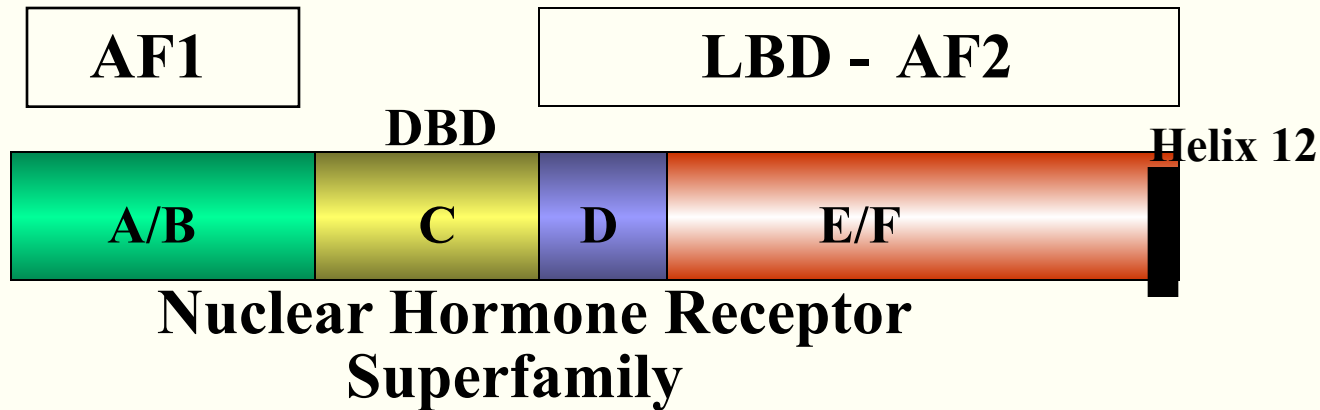 AF1
LBD - AF2
DBD
Helix 12
A/B
C
D
E/F
Nuclear Hormone Receptor
Superfamily